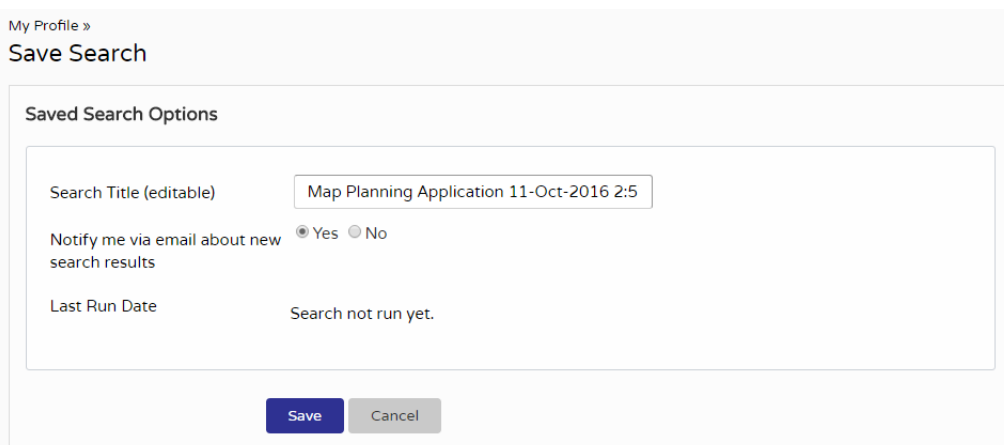 My Profile »
Save Search
Saved Search Options
Search Title (editable)
Map Planning Application 11-Oct-2016 2:5
Notify me via email about new
search results
Yes No
Last Run Date
Search not run yet.
Save Cancel